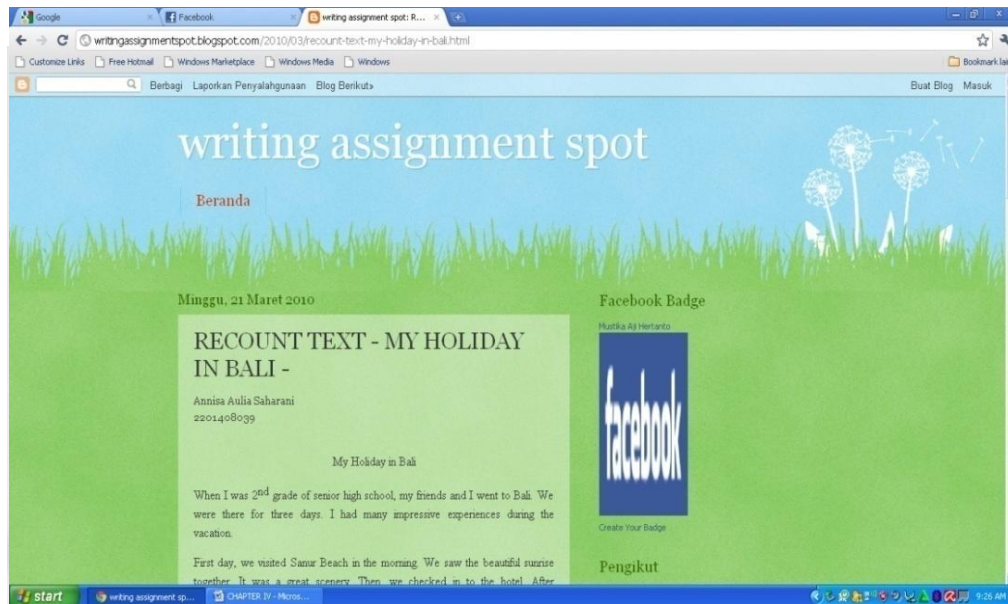 Google
Facebook
writing assignment spot: R...
writingassignmentspot.blogspot.com/2010/03/recount-text-my-holiday-in-bali.html
Customize Links Free Hotmail Windows Marketplace Windows Media Windows Bookmark lai
Berbagi Laporkan Penyalahgunaan Blog Berikut» Buat Blog Masuk
writing assignment spot
Beranda
Minggu, 21 Maret 2010
RECOUNT TEXT - MY HOLIDAY
IN BALI -
Annisa Aulia Saharani
2201408039
My Holiday in Bali
When I was 2nd grade of senior high school, my friends and I went to Bali. We
were there for three days. I had many impressive experiences during the
vacation.
First day, we visited Sanur Beach in the morning. We saw the beautiful sunrise
together. It was a great scenery. Then, we checked in to the hotel. After
Facebook Badge
Mustika Aji Hertanto
facebook
Create Your Badge
Pengikut
start writing assignment sp... CHAPTER IV - Micros... 9:26 AM